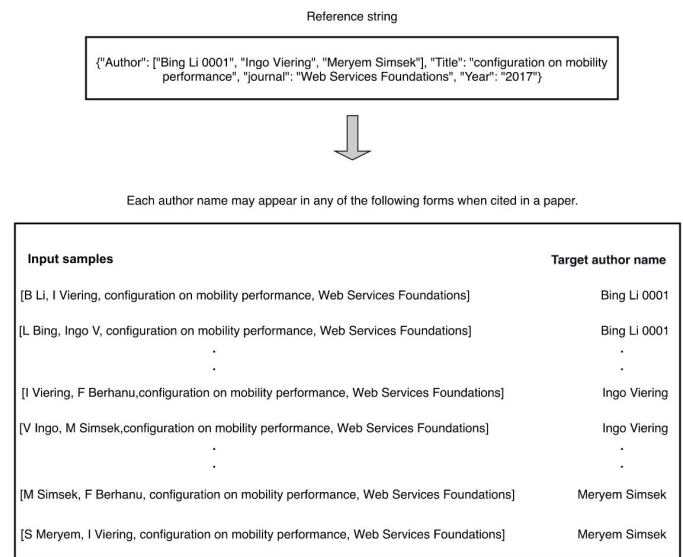 Reference string
{"Author": ["Bing Li 0001", "Ingo Viering", "Meryem Simsek"], "Title": "configuration on mobility
performance", "journal": "Web Services Foundations", "Year": "2017"}
Each author name may appear in any of the following forms when cited in a paper.
Input samples Target author name
[B Li, I Viering, configuration on mobility performance, Web Services Foundations] Bing Li 0001
[L Bing, Ingo V, configuration on mobility performance, Web Services Foundations] Bing Li 0001
[I Viering, F Berhanu,configuration on mobility performance, Web Services Foundations] Ingo Viering
[V Ingo, M Simsek,configuration on mobility performance, Web Services Foundations] Ingo Viering
[M Simsek, F Berhanu, configuration on mobility performance, Web Services Foundations] Meryem Simsek
[S Meryem, I Viering, configuration on mobility performance, Web Services Foundations] Meryem Simsek